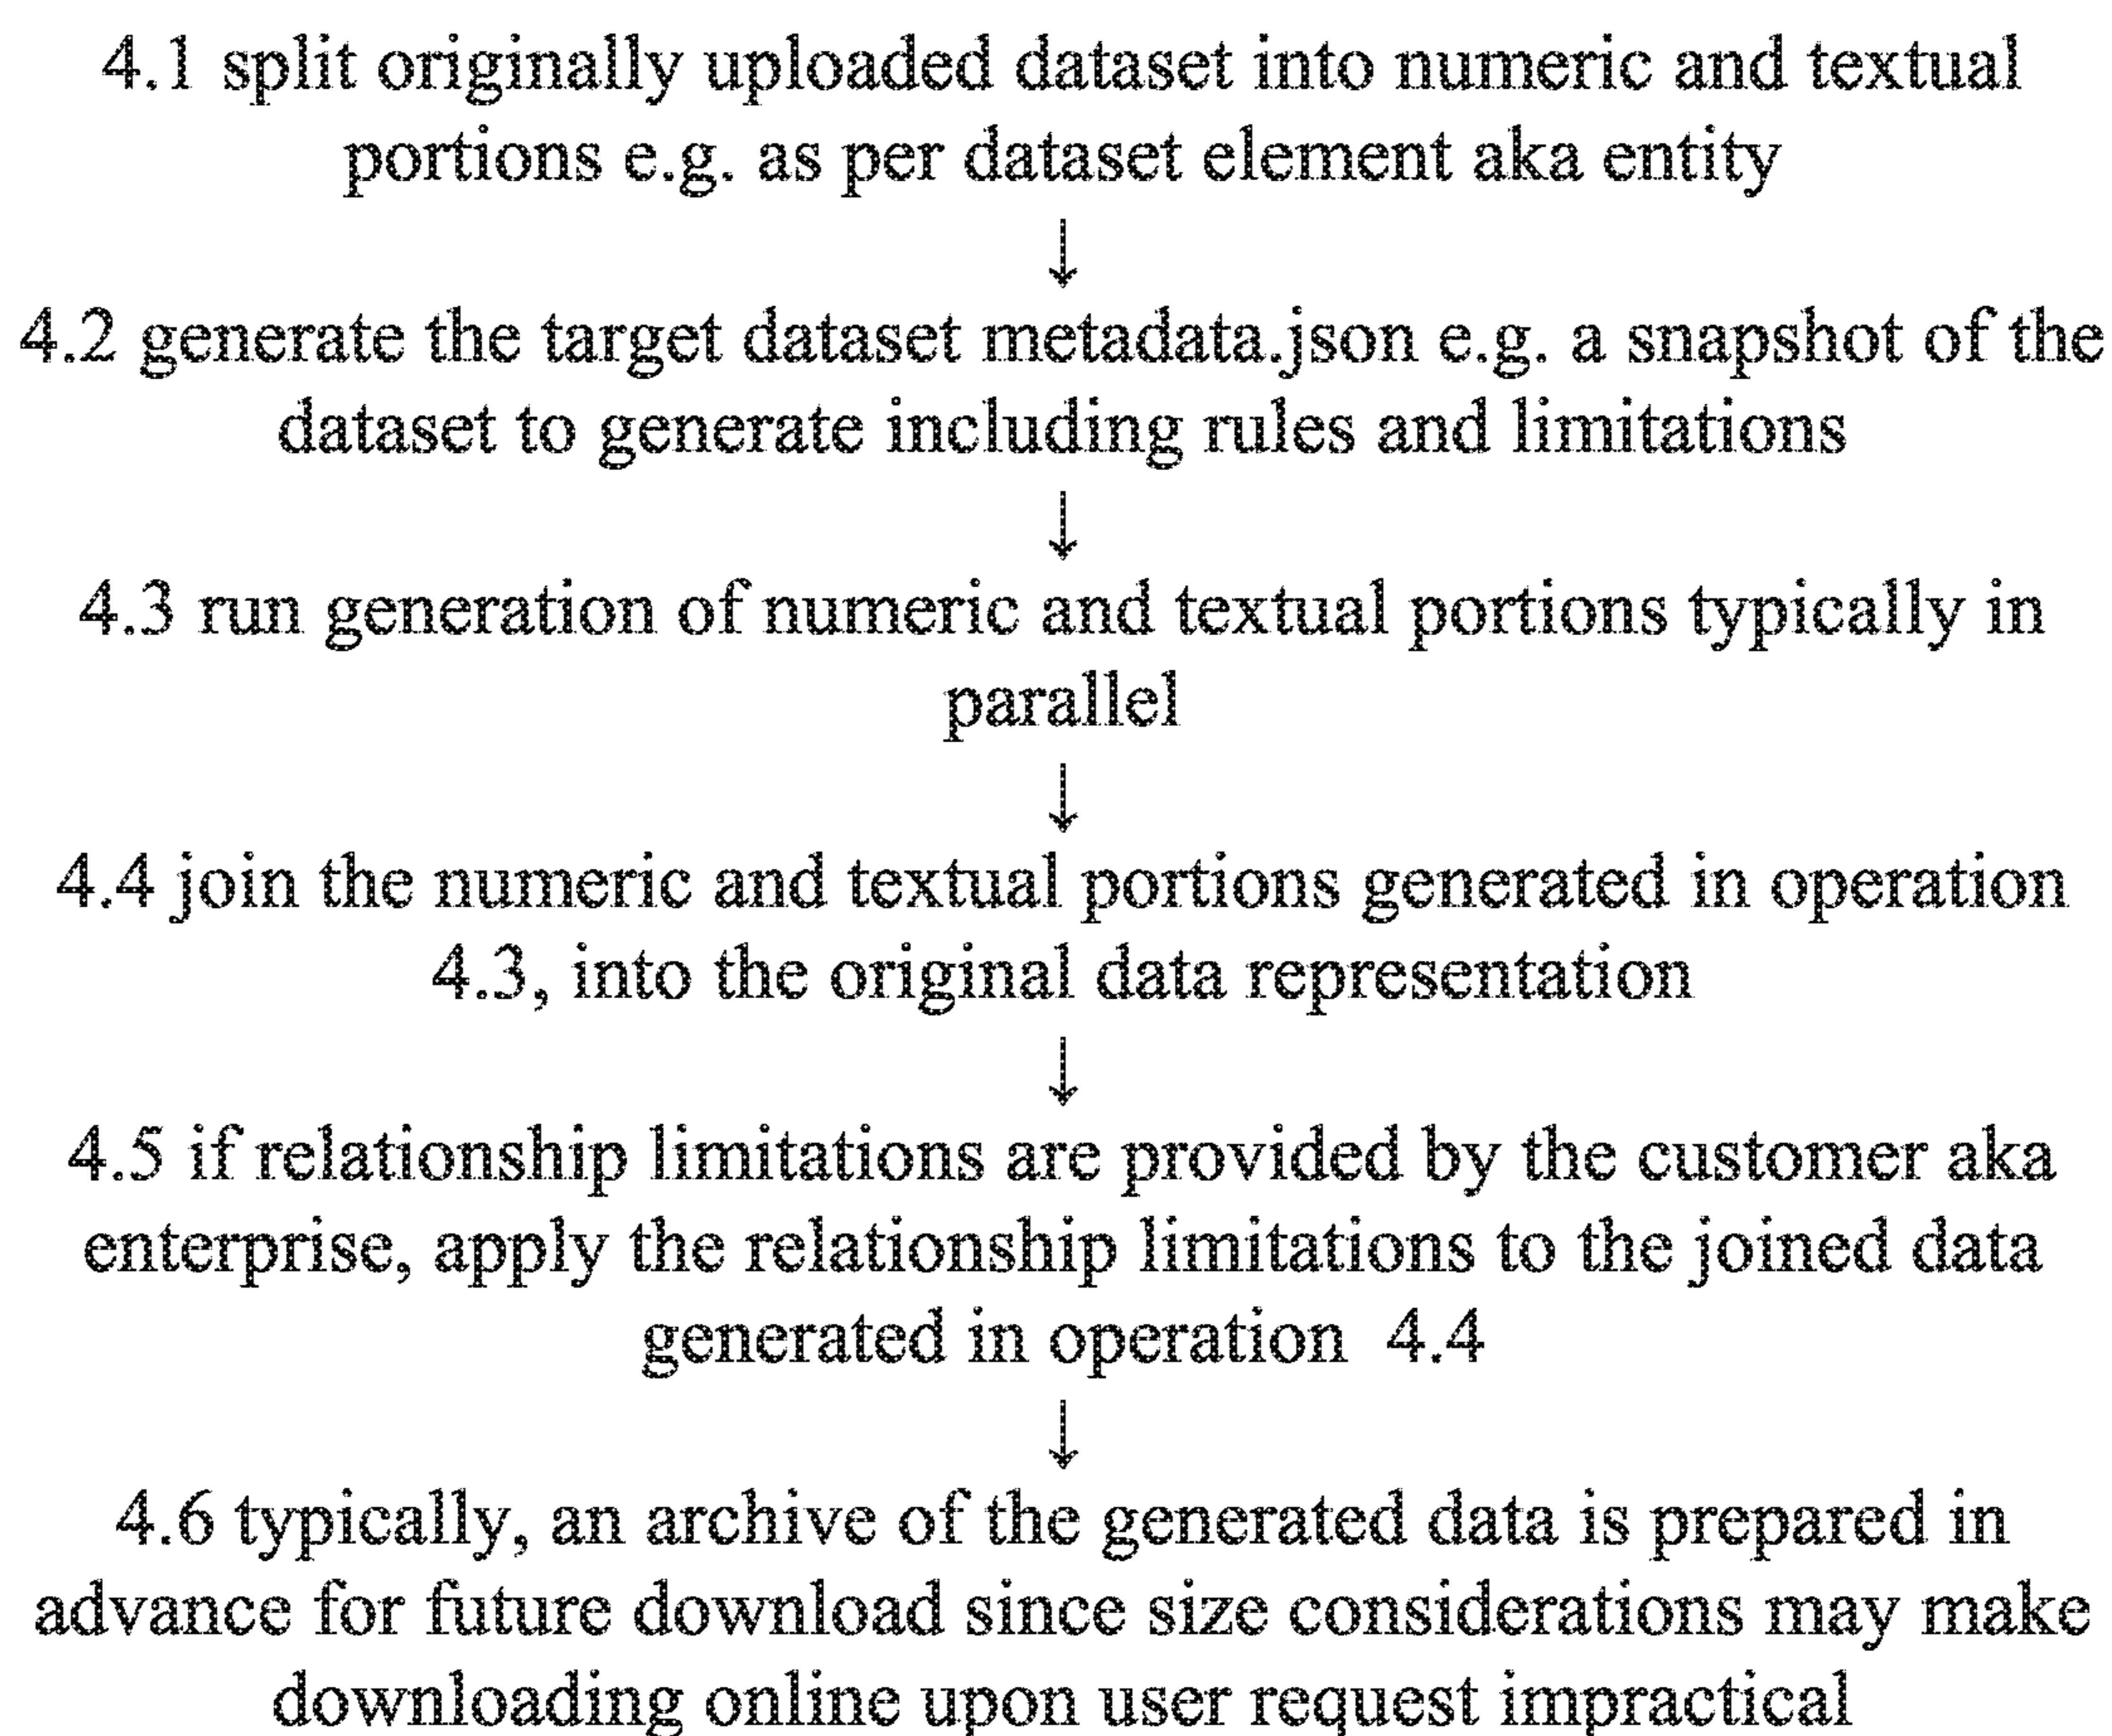 4.1 split originally uploaded dataset into numeric and textual
portions e.g. as per dataset element aka entity
↓
4.2 generate the target dataset metadata.json e.g. a snapshot of the
dataset to generate including rules and limitations
↓
4.3 run generation of numeric and textual portions typically in
parallel
↓
4.4 join the numeric and textual portions generated in operation
4.3, into the original data representation
↓
4.5 if relationship limitations are provided by the customer aka
enterprise, apply the relationship limitations to the joined data
generated in operation 4.4
↓
4.6 typically, an archive of the generated data is prepared in
advance for future download since size considerations may make
downloading online upon user request impractical